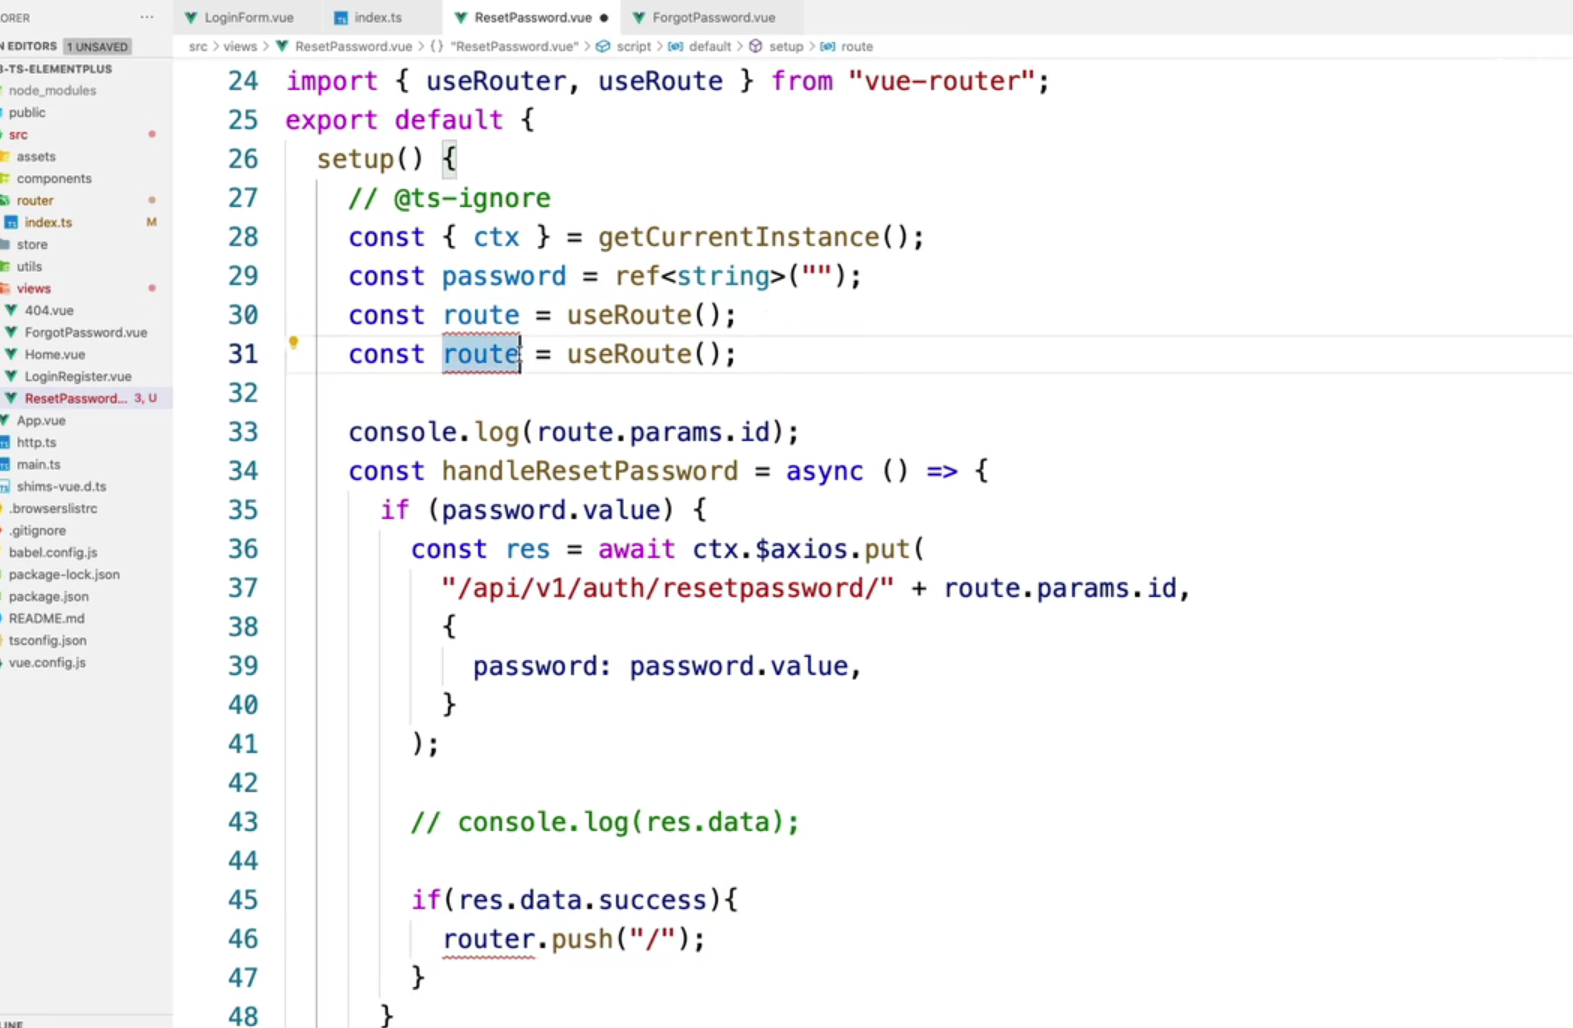 ORER ...
LoginForm.vue
index.ts
ResetPassword.vue
ForgotPassword.vue
N EDITORS 1 UNSAVED
src > views > ResetPassword.vue > {} "ResetPassword.vue" > script > default > setup > route
3-TS-ELEMENTPLUS
node_modules
public
src
assets
components
router
index.ts M
store
utils
views
404.vue
ForgotPassword.vue
Home.vue
LoginRegister.vue
ResetPassword... 3, U
App.vue
http.ts
main.ts
shims-vue.d.ts
.browserslistrc
.gitignore
babel.config.js
package-lock.json
package.json
README.md
tsconfig.json
vue.config.js
LINE
24 import { useRouter, useRoute } from "vue-router";
25 export default {
26 setup() {
27 // @ts-ignore
28 const { ctx } = getCurrentInstance();
29 const password = ref<string>("");
30 const route = useRoute();
31 const route = useRoute();
32
33 console.log(route.params.id);
34 const handleResetPassword = async () => {
35 if (password.value) {
36 const res = await ctx.$axios.put(
37 "/api/v1/auth/resetpassword/" + route.params.id,
38 {
39 password: password.value,
40 }
41 );
42
43 // console.log(res.data);
44
45 if(res.data.success){
46 router.push("/");
47 }
48 }